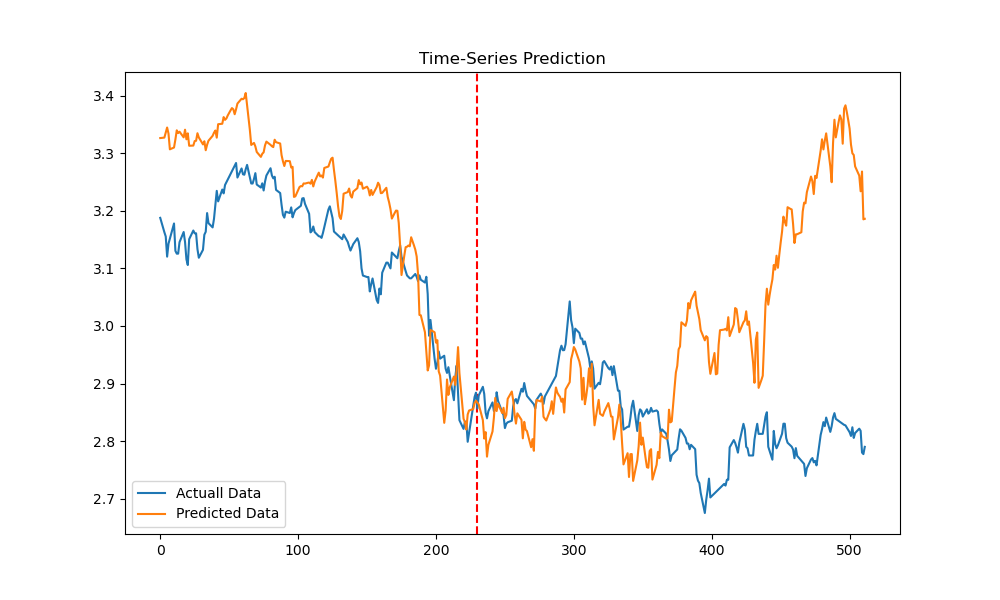 Time-Series Prediction
3.4
3.3
3.2
3.1
3.0
2.9
2.8
2.7
Actuall Data
Predicted Data
0 100 200 300 400 500